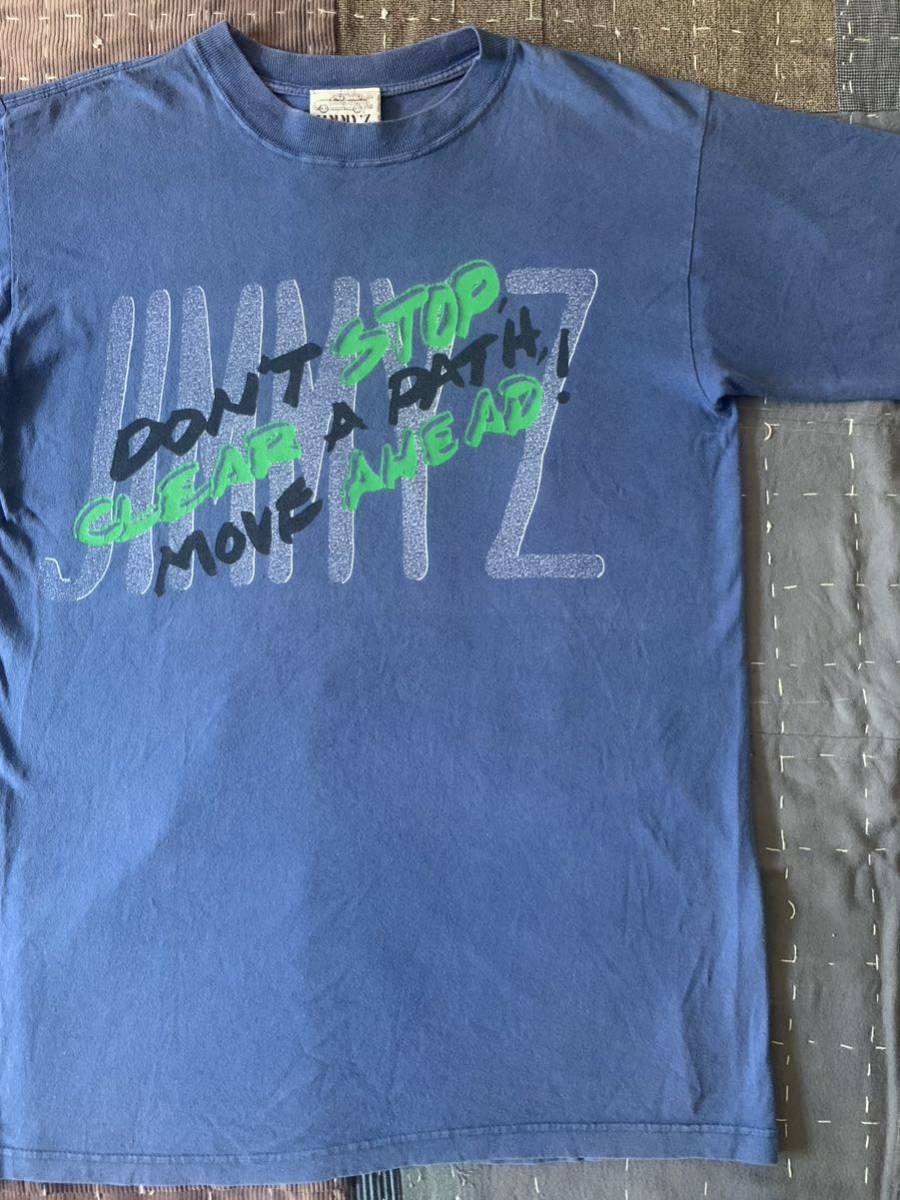 JIMMY'Z
DON'T STOP,
CLEAR A PATH,
MOVE AHEAD!